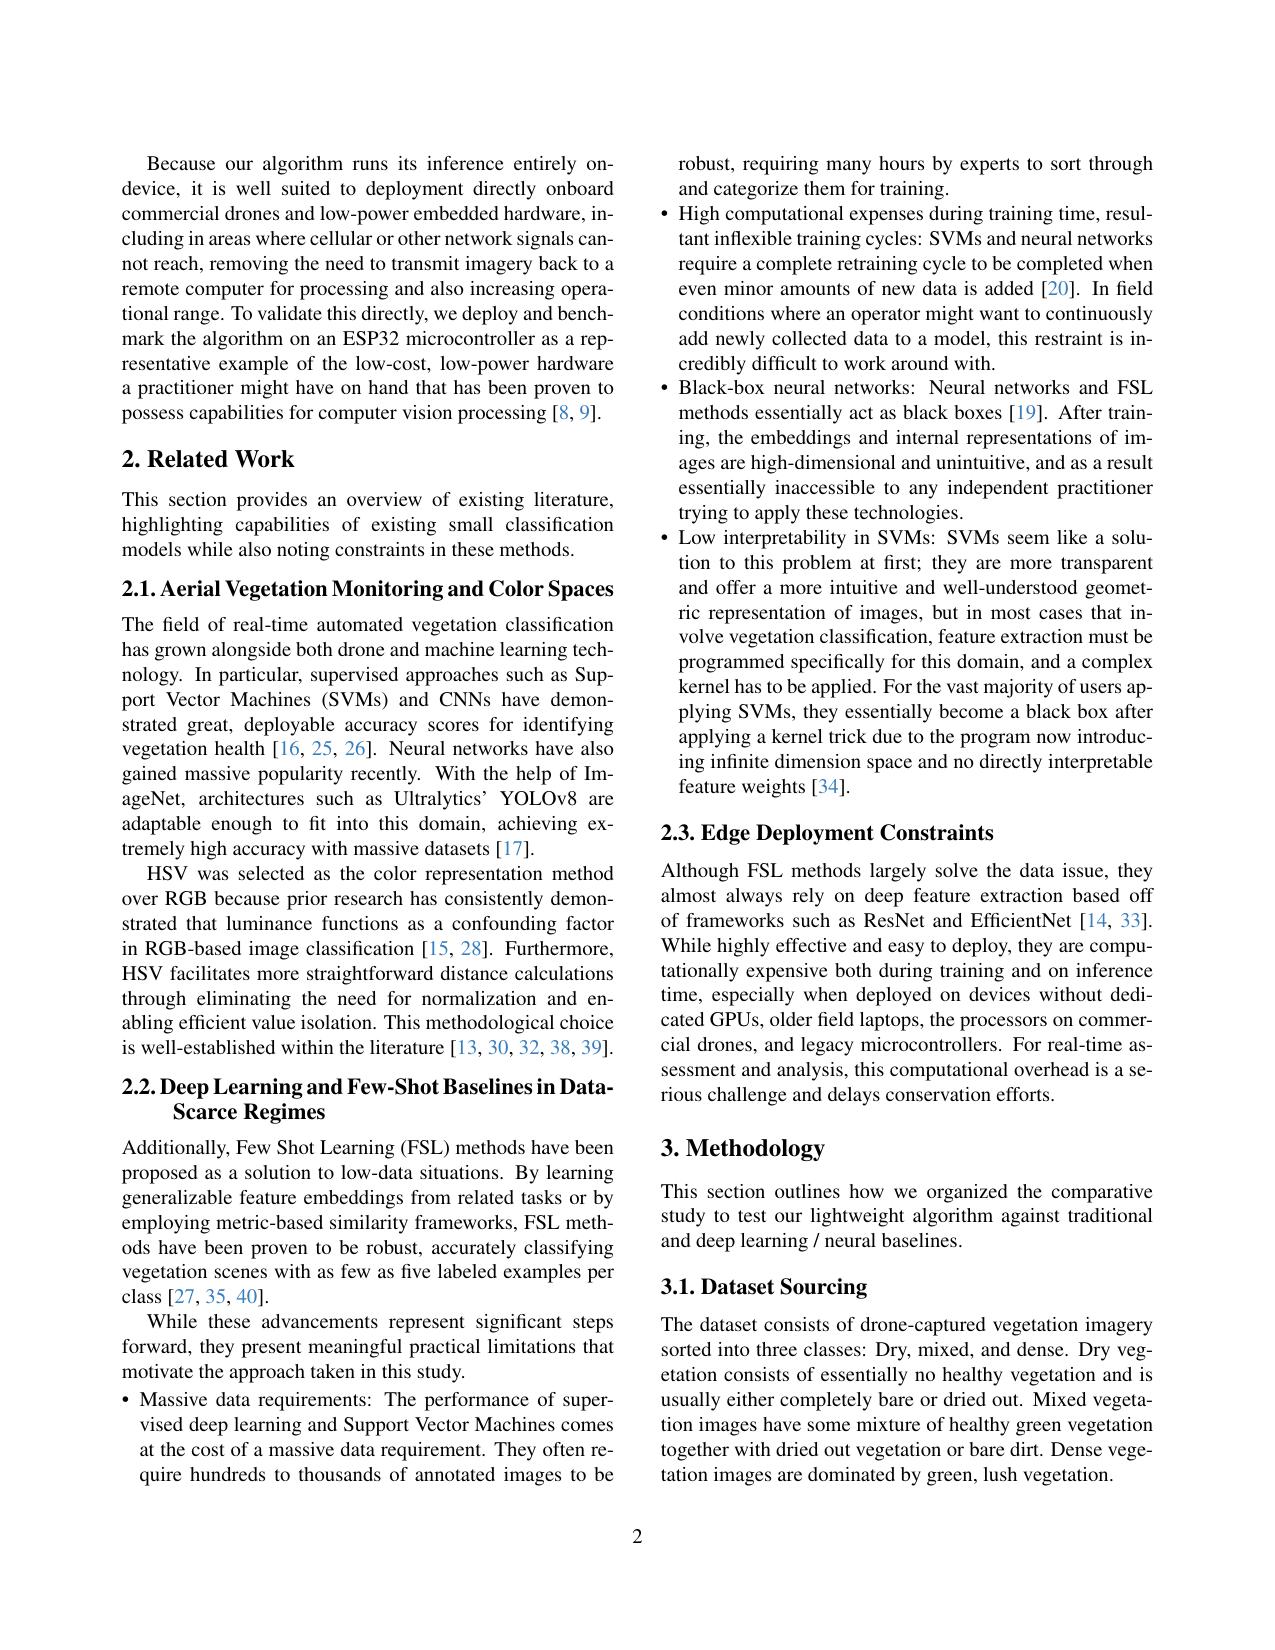 Because our algorithm runs its inference entirely on-
device, it is well suited to deployment directly onboard
commercial drones and low-power embedded hardware, in-
cluding in areas where cellular or other network signals can-
not reach, removing the need to transmit imagery back to a
remote computer for processing and also increasing opera-
tional range. To validate this directly, we deploy and bench-
mark the algorithm on an ESP32 microcontroller as a rep-
resentative example of the low-cost, low-power hardware
a practitioner might have on hand that has been proven to
possess capabilities for computer vision processing [8, 9].
2. Related Work
This section provides an overview of existing literature,
highlighting capabilities of existing small classification
models while also noting constraints in these methods.
2.1. Aerial Vegetation Monitoring and Color Spaces
The field of real-time automated vegetation classification
has grown alongside both drone and machine learning tech-
nology. In particular, supervised approaches such as Sup-
port Vector Machines (SVMs) and CNNs have demon-
strated great, deployable accuracy scores for identifying
vegetation health [16, 25, 26]. Neural networks have also
gained massive popularity recently. With the help of Im-
ageNet, architectures such as Ultralytics' YOLOv8 are
adaptable enough to fit into this domain, achieving ex-
tremely high accuracy with massive datasets [17].
HSV was selected as the color representation method
over RGB because prior research has consistently demon-
strated that luminance functions as a confounding factor
in RGB-based image classification [15, 28]. Furthermore,
HSV facilitates more straightforward distance calculations
through eliminating the need for normalization and en-
abling efficient value isolation. This methodological choice
is well-established within the literature [13, 30, 32, 38, 39].
2.2. Deep Learning and Few-Shot Baselines in Data-
Scarce Regimes
Additionally, Few Shot Learning (FSL) methods have been
proposed as a solution to low-data situations. By learning
generalizable feature embeddings from related tasks or by
employing metric-based similarity frameworks, FSL meth-
ods have been proven to be robust, accurately classifying
vegetation scenes with as few as five labeled examples per
class [27, 35, 40].
While these advancements represent significant steps
forward, they present meaningful practical limitations that
motivate the approach taken in this study.
• Massive data requirements: The performance of super-
vised deep learning and Support Vector Machines comes
at the cost of a massive data requirement. They often re-
quire hundreds to thousands of annotated images to be
robust, requiring many hours by experts to sort through
and categorize them for training.
• High computational expenses during training time, resul-
tant inflexible training cycles: SVMs and neural networks
require a complete retraining cycle to be completed when
even minor amounts of new data is added [20]. In field
conditions where an operator might want to continuously
add newly collected data to a model, this restraint is in-
credibly difficult to work around with.
• Black-box neural networks: Neural networks and FSL
methods essentially act as black boxes [19]. After train-
ing, the embeddings and internal representations of im-
ages are high-dimensional and unintuitive, and as a result
essentially inaccessible to any independent practitioner
trying to apply these technologies.
• Low interpretability in SVMs: SVMs seem like a solu-
tion to this problem at first; they are more transparent
and offer a more intuitive and well-understood geomet-
ric representation of images, but in most cases that in-
volve vegetation classification, feature extraction must be
programmed specifically for this domain, and a complex
kernel has to be applied. For the vast majority of users ap-
plying SVMs, they essentially become a black box after
applying a kernel trick due to the program now introduc-
ing infinite dimension space and no directly interpretable
feature weights [34].
2.3. Edge Deployment Constraints
Although FSL methods largely solve the data issue, they
almost always rely on deep feature extraction based off
of frameworks such as ResNet and EfficientNet [14, 33].
While highly effective and easy to deploy, they are compu-
tationally expensive both during training and on inference
time, especially when deployed on devices without dedi-
cated GPUs, older field laptops, the processors on commer-
cial drones, and legacy microcontrollers. For real-time as-
sessment and analysis, this computational overhead is a se-
rious challenge and delays conservation efforts.
3. Methodology
This section outlines how we organized the comparative
study to test our lightweight algorithm against traditional
and deep learning / neural baselines.
3.1. Dataset Sourcing
The dataset consists of drone-captured vegetation imagery
sorted into three classes: Dry, mixed, and dense. Dry veg-
etation consists of essentially no healthy vegetation and is
usually either completely bare or dried out. Mixed vegeta-
tion images have some mixture of healthy green vegetation
together with dried out vegetation or bare dirt. Dense vege-
tation images are dominated by green, lush vegetation.
2